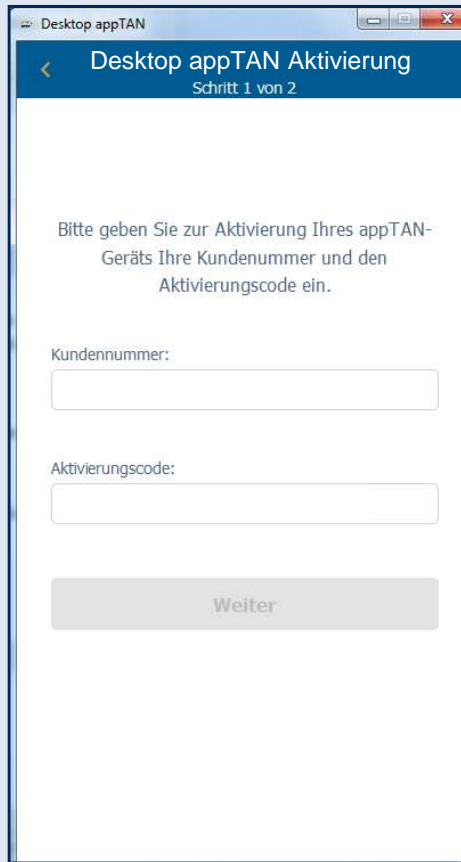 Desktop appTAN
Desktop appTAN Aktivierung
Schritt 1 von 2
Bitte geben Sie zur Aktivierung Ihres appTAN-
Geräts Ihre Kundenummer und den
Aktivierungscode ein.
Kundennummer:
Aktivierungscode:
Weiter